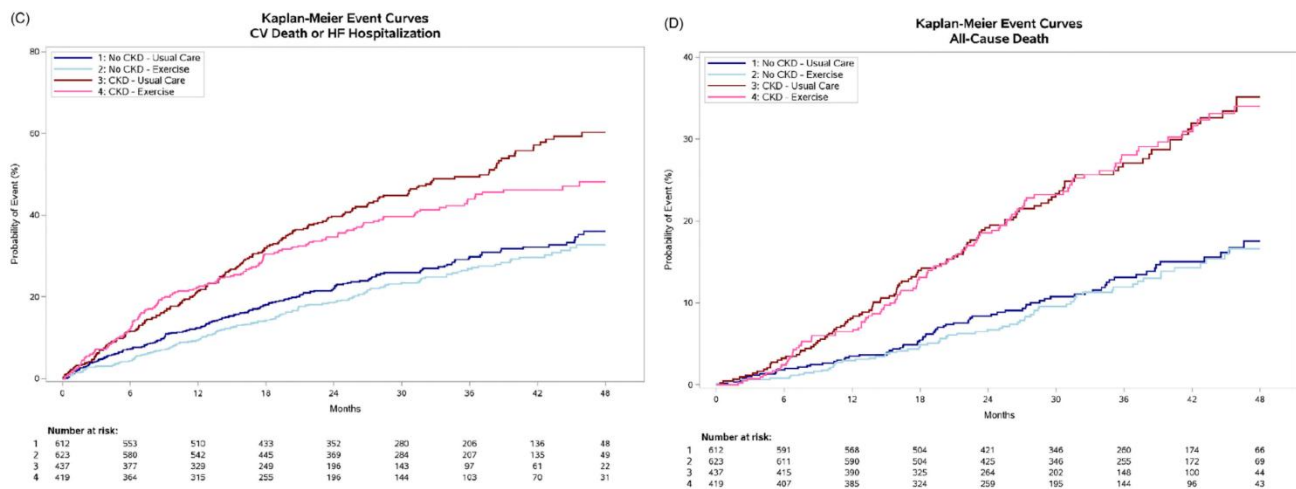 (C)
Kaplan-Meier Event Curves
CV Death or HF Hospitalization
80
60
40
20
0
Probability of Event (%)
1: No CKD - Usual Care
2: No CKD - Exercise
3: CKD - Usual Care
4: CKD - Exercise
0 6 12 18 24 30 36 42 48
Months
Number at risk:
1 612 553 510 433 352 280 206 136 48
2 623 580 542 445 369 284 207 135 49
3 437 377 329 249 196 143 97 61 22
4 419 364 315 255 196 144 103 70 31
(D)
Kaplan-Meier Event Curves
All-Cause Death
40
30
20
10
0
Probability of Event (%)
1: No CKD - Usual Care
2: No CKD - Exercise
3: CKD - Usual Care
4: CKD - Exercise
0 6 12 18 24 30 36 42 48
Months
Number at risk:
1 612 591 568 504 421 346 260 174 66
2 623 611 590 504 425 346 255 172 69
3 437 415 390 325 264 202 148 100 44
4 419 407 385 324 259 195 144 96 43